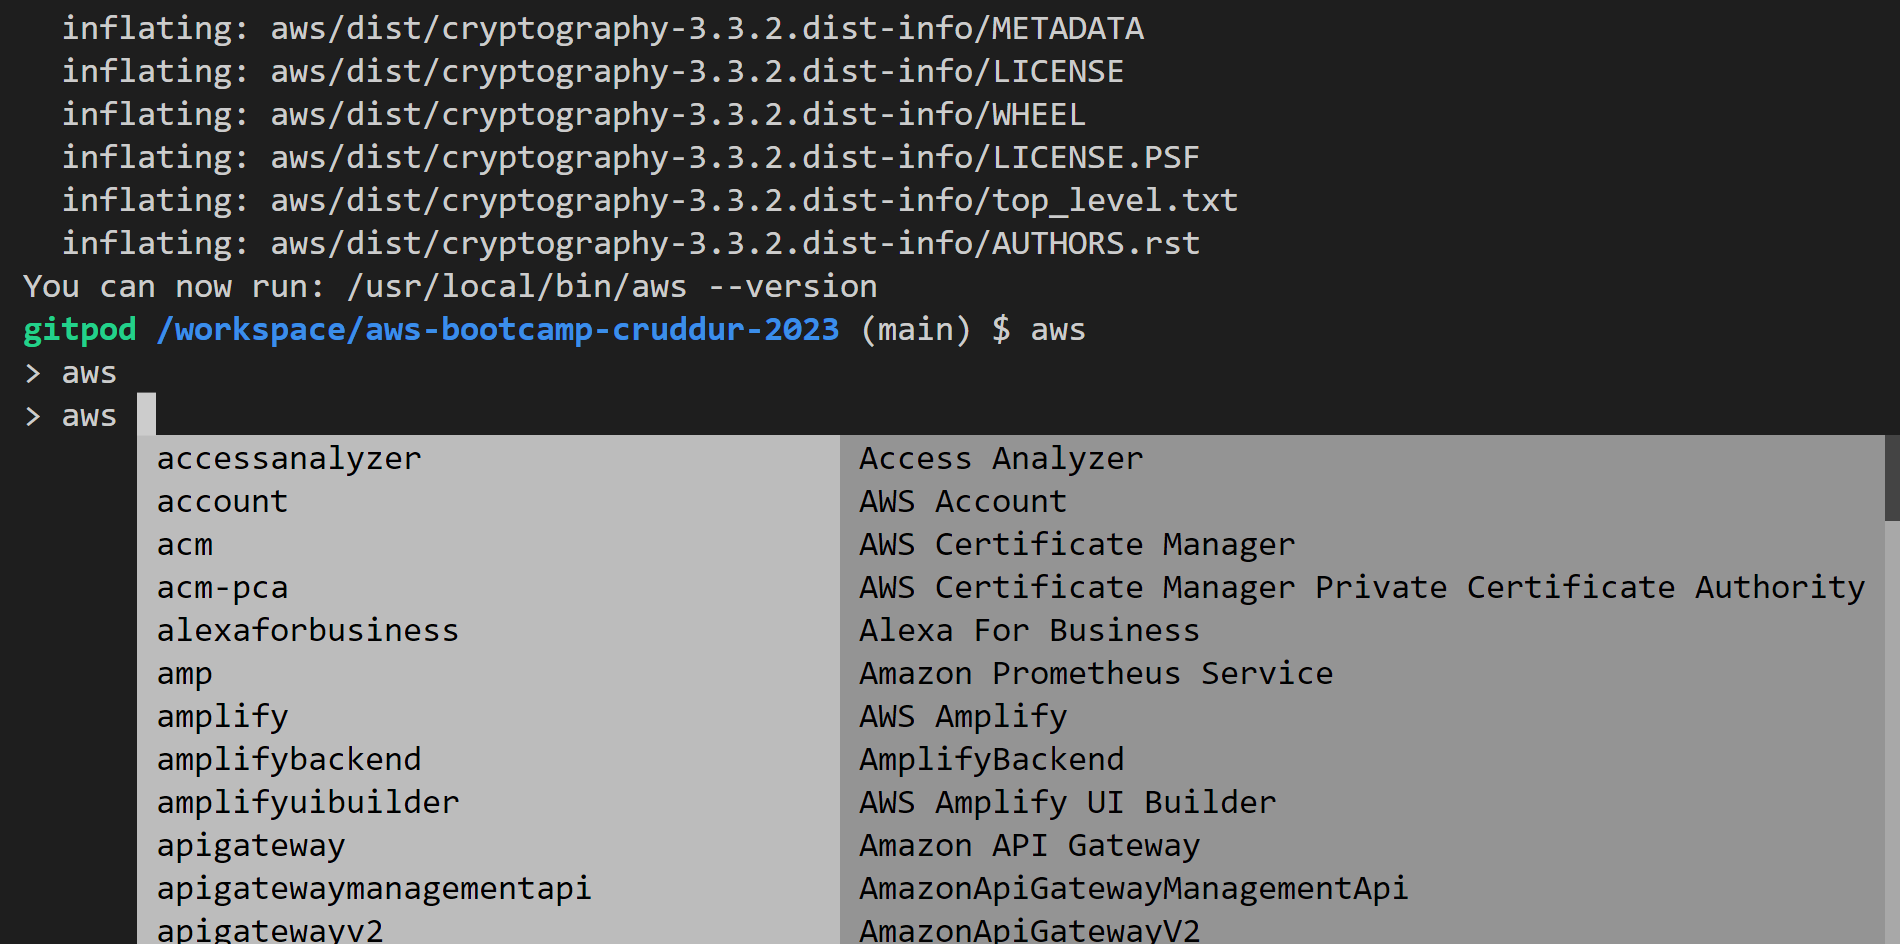 inflating: aws/dist/cryptography-3.3.2.dist-info/METADATA
inflating: aws/dist/cryptography-3.3.2.dist-info/LICENSE
inflating: aws/dist/cryptography-3.3.2.dist-info/WHEEL
inflating: aws/dist/cryptography-3.3.2.dist-info/LICENSE.PSF
inflating: aws/dist/cryptography-3.3.2.dist-info/top_level.txt
inflating: aws/dist/cryptography-3.3.2.dist-info/AUTHORS.rst
You can now run: /usr/local/bin/aws --version
gitpod /workspace/aws-bootcamp-cruddur-2023 (main) $ aws
> aws
> aws
accessanalyzer Access Analyzer
account AWS Account
acm AWS Certificate Manager
acm-pca AWS Certificate Manager Private Certificate Authority
alexaforbusiness Alexa For Business
amp Amazon Prometheus Service
amplify AWS Amplify
amplifybackend AmplifyBackend
amplifyuibuilder AWS Amplify UI Builder
apigateway Amazon API Gateway
apigatewaymanagementapi AmazonApiGatewayManagementApi
apigatewayv2 AmazonApiGatewayV2